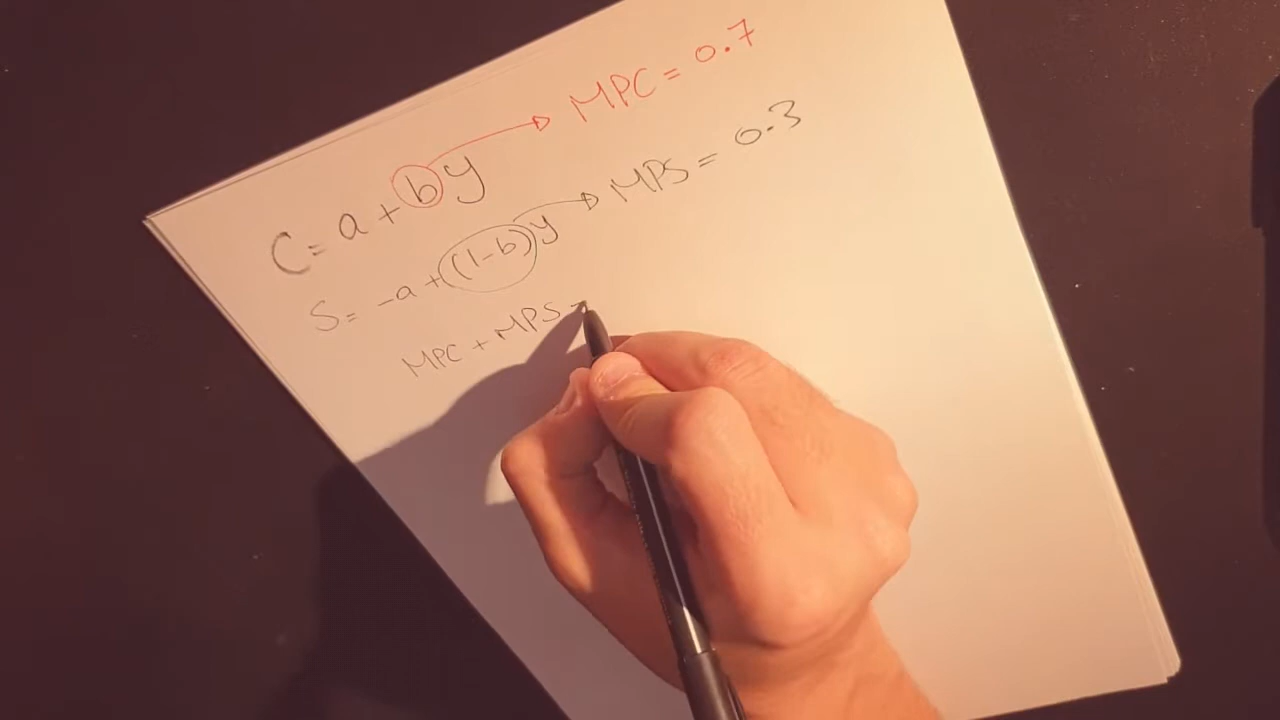 C = a + by → MPC = 0.7
S = -a + (1-b)y → MPS = 0.3
MPC + MPS =